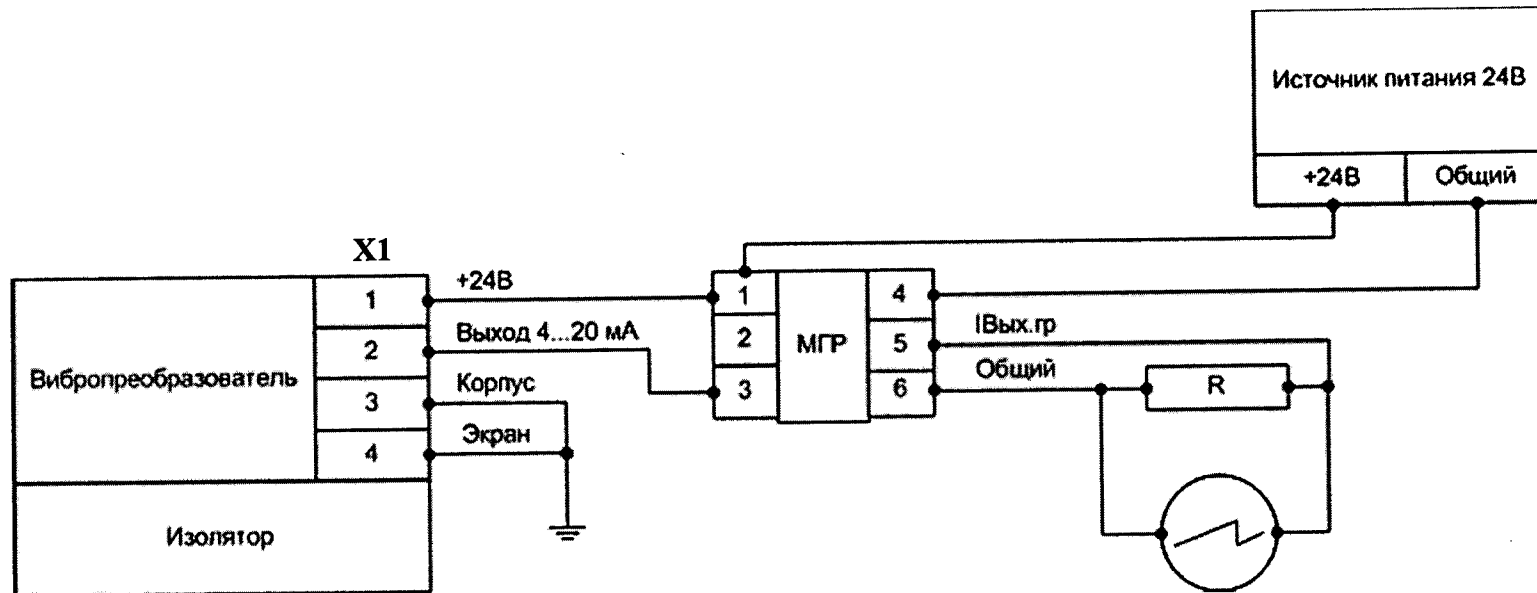 Источник питания 24В
+24В
Общий
X1
Вибропреобразователь
1
+24В
2
Выход 4...20 мА
3
Корпус
4
Экран
Изолятор
1
2
3
МГР
4
5
6
IВых.гр
Общий
R